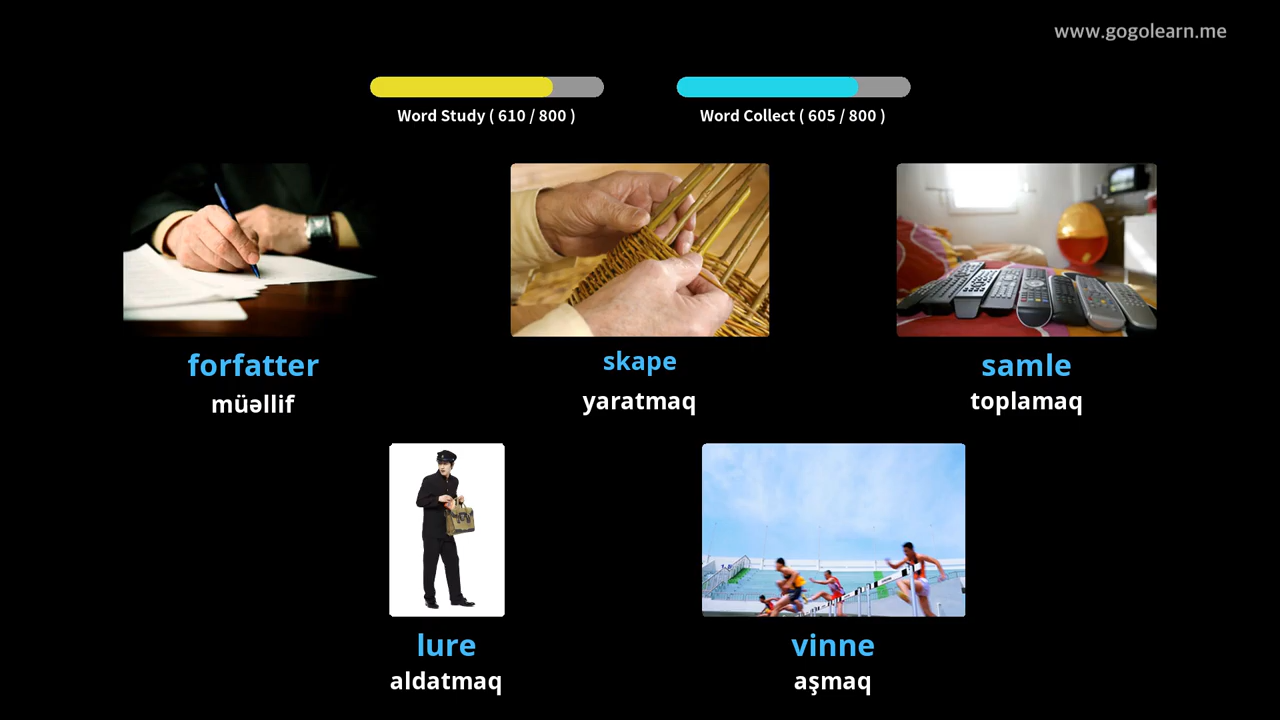 www.gogolearn.me
Word Study ( 610 / 800 )
Word Collect ( 605 / 800 )
forfatter
müəllif
skape
yaratmaq
samle
toplamaq
lure
aldatmaq
vinne
aşmaq